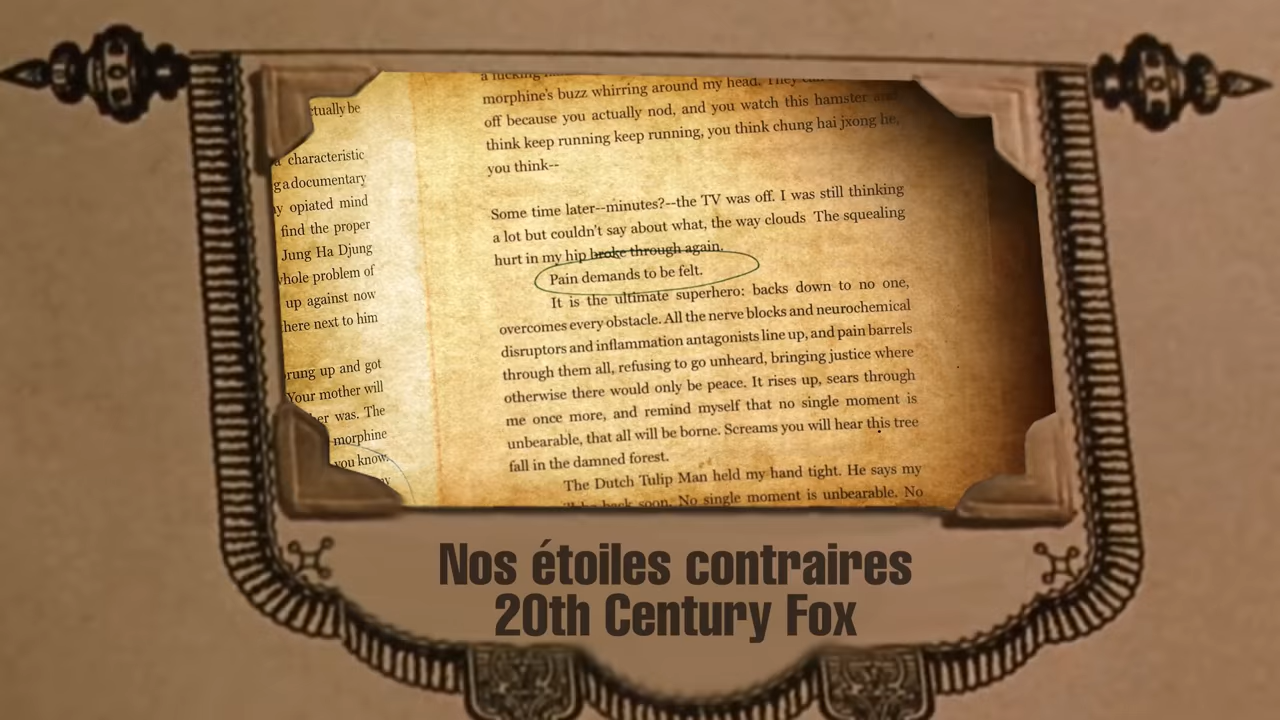 ctually be
a characteristic
g a documentary
y opiated mind
find the proper
Jung Ha Djung
whole problem of
up against now
here next to him
rung up and got
Your mother will
her was. The
morphine
you know.
a fucking
morphine's buzz whirring around my head. They can
off because you actually nod, and you watch this hamster and
think keep running keep running, you think chung hai jxong he,
you think--
Some time later--minutes?--the TV was off. I was still thinking
a lot but couldn't say about what, the way clouds The squealing
hurt in my hip broke through again.
Pain demands to be felt.
It is the ultimate superhero: backs down to no one,
overcomes every obstacle. All the nerve blocks and neurochemical
disruptors and inflammation antagonists line up, and pain barrels
through them all, refusing to go unheard, bringing justice where
otherwise there would only be peace. It rises up, sears through
me once more, and remind myself that no single moment is
unbearable, that all will be borne. Screams you will hear this tree
fall in the damned forest.
The Dutch Tulip Man held my hand tight. He says my
back soon. No single moment is unbearable. No
Nos étoiles contraires
20th Century Fox